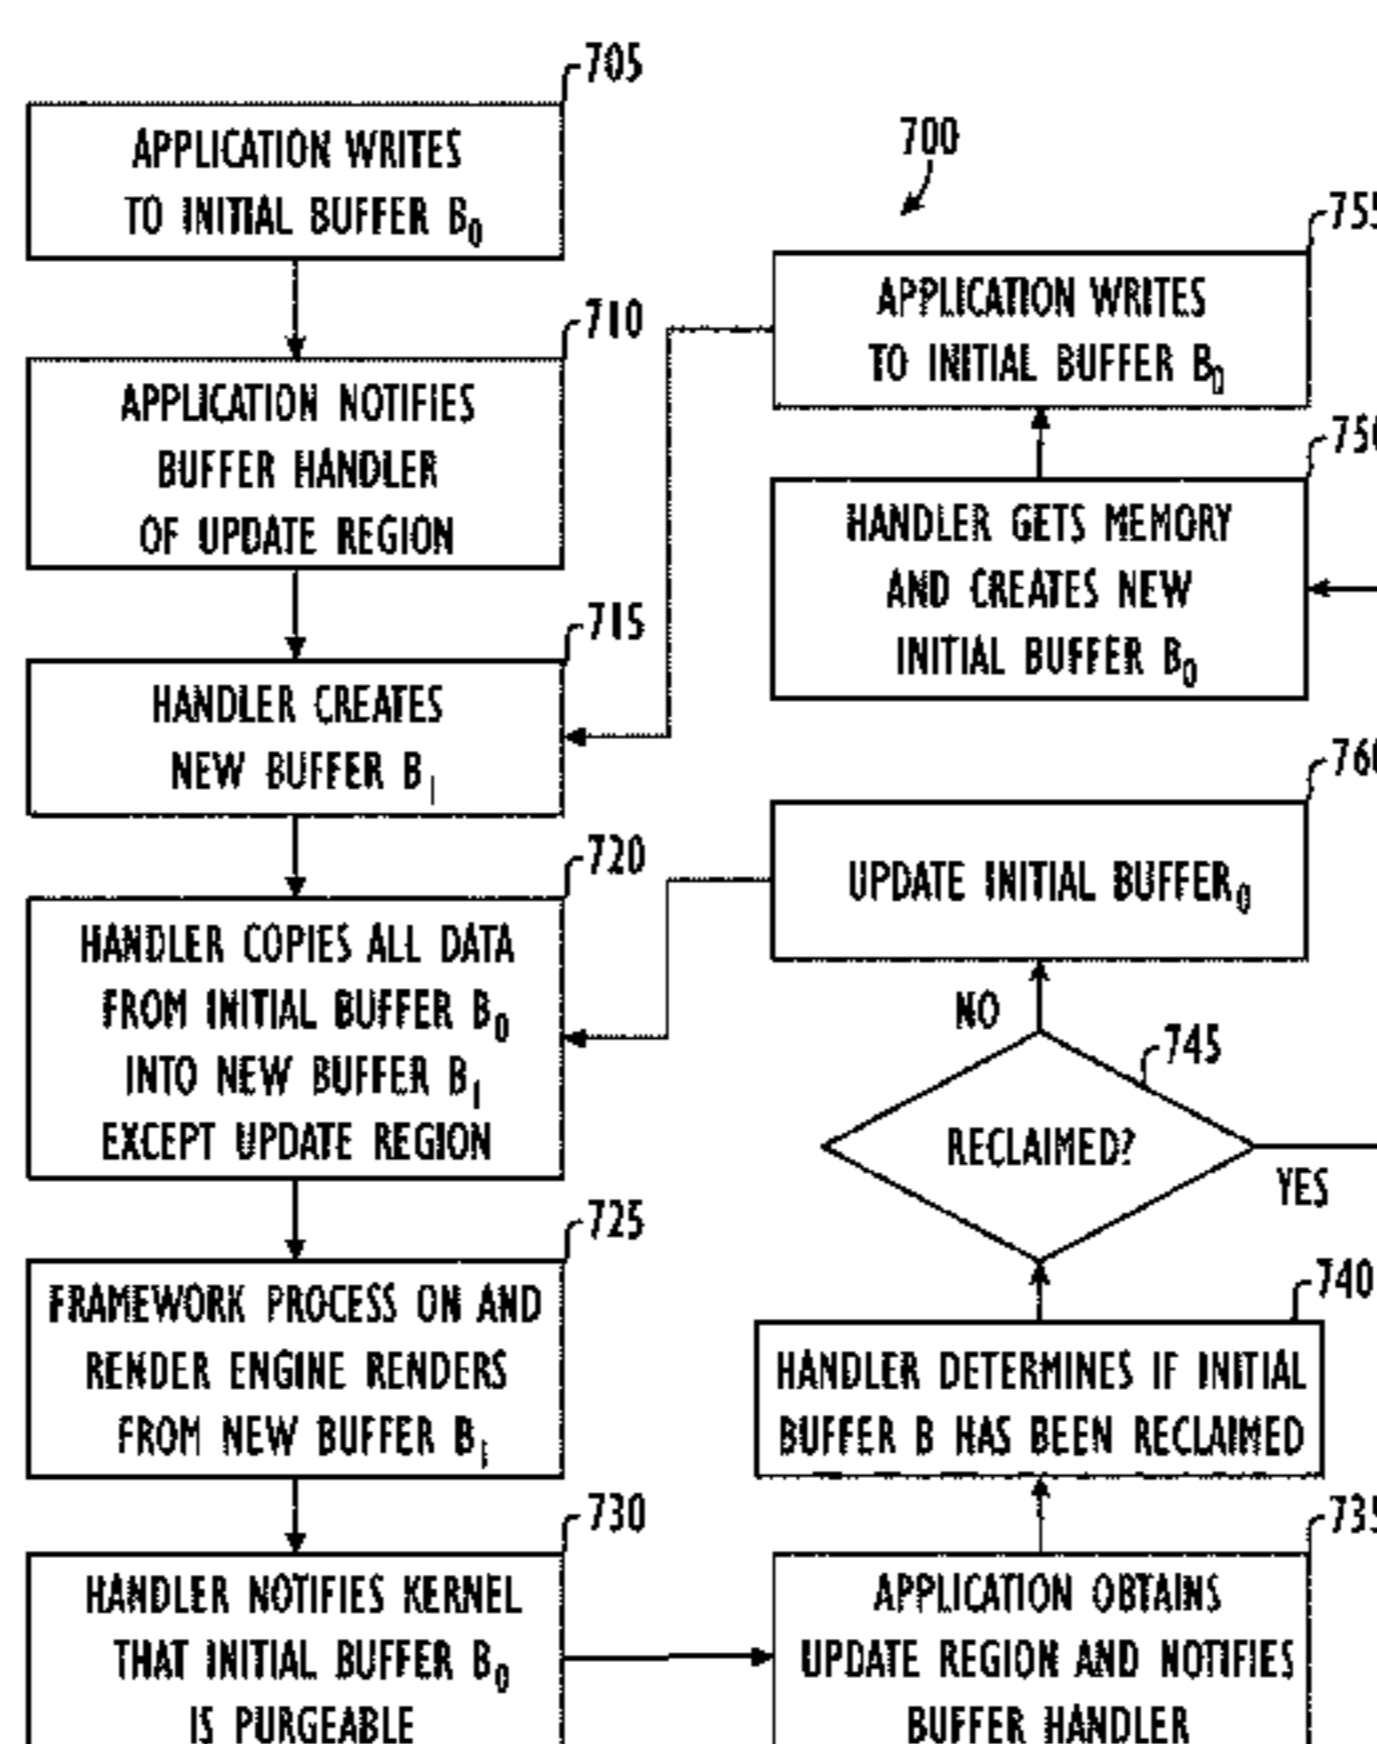 705
APPLICATION WRITES
TO INITIAL BUFFER B0
710
APPLICATION NOTIFIES
BUFFER HANDLER
OF UPDATE REGION
715
HANDLER CREATES
NEW BUFFER B1
720
HANDLER COPIES ALL DATA
FROM INITIAL BUFFER B0
INTO NEW BUFFER B1
EXCEPT UPDATE REGION
725
FRAMEWORK PROCESS ON AND
RENDER ENGINE RENDERS
FROM NEW BUFFER B1
730
HANDLER NOTIFIES KERNEL
THAT INITIAL BUFFER B0
IS PURGEABLE
700
755
APPLICATION WRITES
TO INITIAL BUFFER B0
750
HANDLER GETS MEMORY
AND CREATES NEW
INITIAL BUFFER B0
760
UPDATE INITIAL BUFFER0
NO
745
RECLAIMED?
YES
740
HANDLER DETERMINES IF INITIAL
BUFFER B HAS BEEN RECLAIMED
735
APPLICATION OBTAINS
UPDATE REGION AND NOTIFIES
BUFFER HANDLER